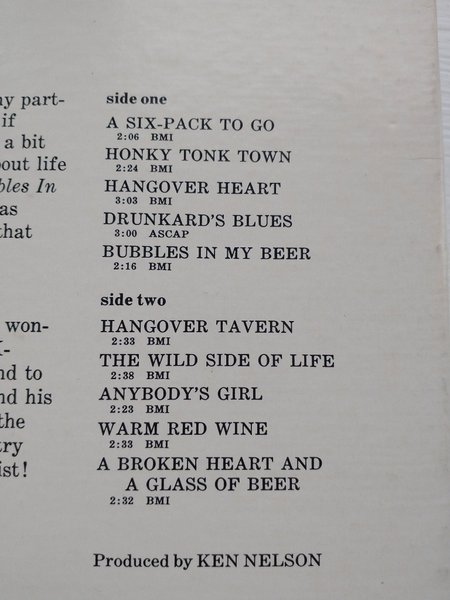 ny part-
if
a bit
out life
bles In
as
that
won-
nd to
nd his
the
try
ist!
side one
A SIX-PACK TO GO
2:06 BMI
HONKY TONK TOWN
2:24 BMI
HANGOVER HEART
3:03 BMI
DRUNKARD'S BLUES
3:00 ASCAP
BUBBLES IN MY BEER
2:16 BMI
side two
HANGOVER TAVERN
2:33 BMI
THE WILD SIDE OF LIFE
2:38 BMI
ANYBODY'S GIRL
2:23 BMI
WARM RED WINE
2:33 BMI
A BROKEN HEART AND
A GLASS OF BEER
2:32 BMI
Produced by KEN NELSON